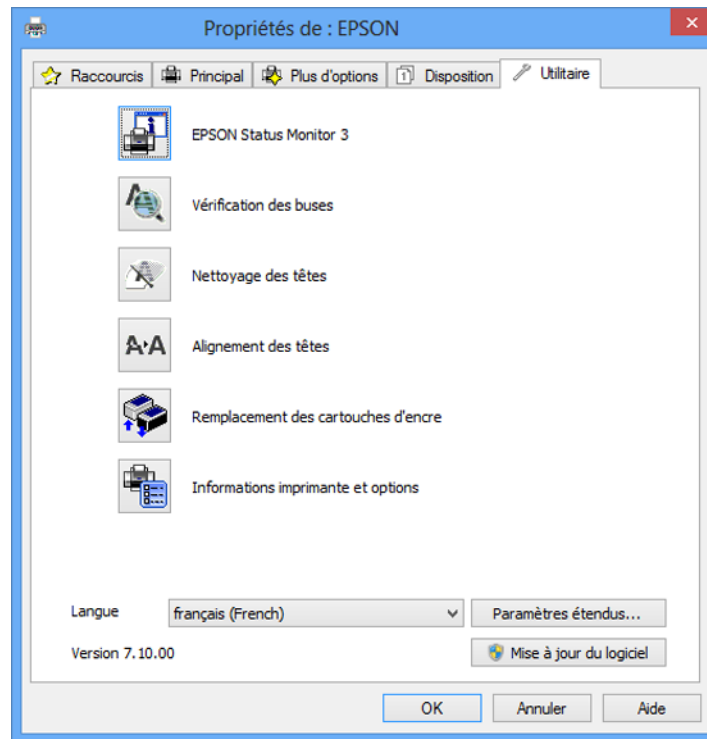 Propriétés de : EPSON
Raccourcis Principal Plus d'options 1 Disposition Utilitaire
EPSON Status Monitor 3
Vérification des buses
Nettoyage des têtes
A A Alignement des têtes
Remplacement des cartouches d'encre
Informations imprimante et options
Langue français (French) Paramètres étendus...
Version 7.10.00 Mise à jour du logiciel
OK Annuler Aide